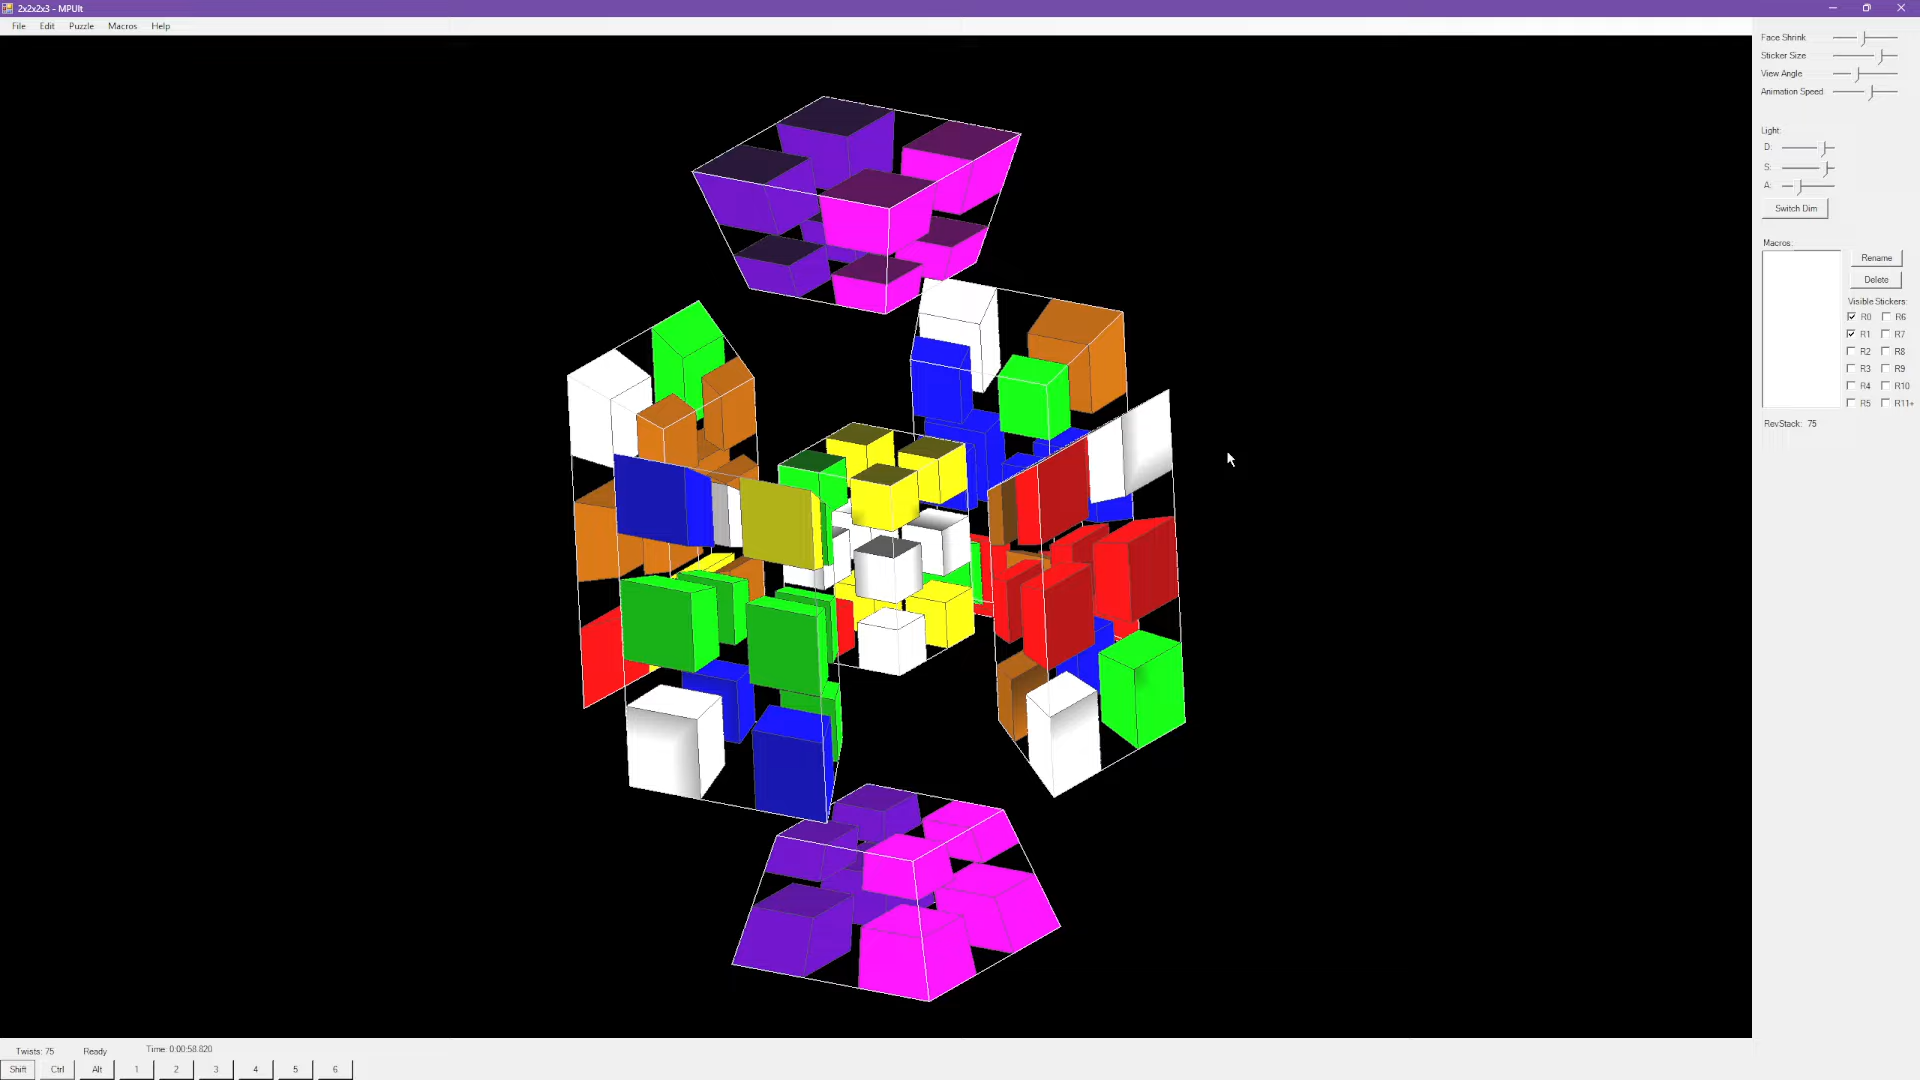 2x2x2x3 - MPUlt
File Edit Puzzle Macros Help
Face Shrink
Sticker Size
View Angle
Animation Speed
Light:
D:
S:
A:
Switch Dim
Macros:
Rename
Delete
Visible Stickers:
R0 R6
R1 R7
R2 R8
R3 R9
R4 R10
R5 R11+
RevStack: 75
Twists: 75 Ready Time: 0:00:58.820
Shift Ctrl Alt 1 2 3 4 5 6